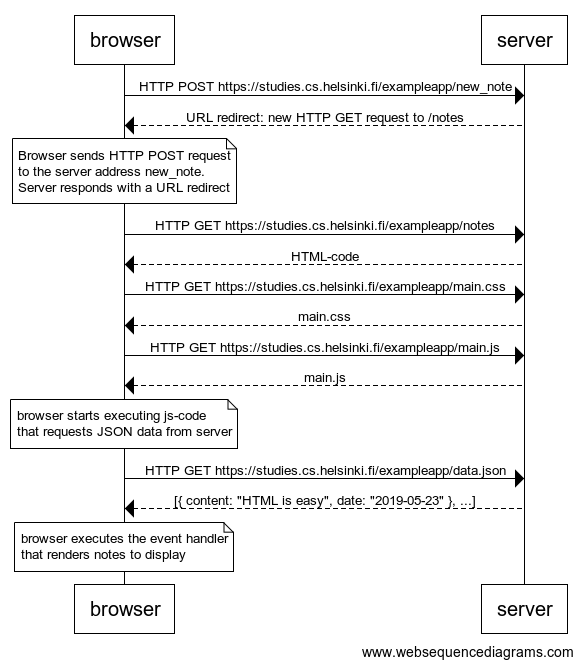 browser
server
HTTP POST https://studies.cs.helsinki.fi/exampleapp/new_note
URL redirect: new HTTP GET request to /notes
Browser sends HTTP POST request
to the server address new_note.
Server responds with a URL redirect
HTTP GET https://studies.cs.helsinki.fi/exampleapp/notes
HTML-code
HTTP GET https://studies.cs.helsinki.fi/exampleapp/main.css
main.css
HTTP GET https://studies.cs.helsinki.fi/exampleapp/main.js
main.js
browser starts executing js-code
that requests JSON data from server
HTTP GET https://studies.cs.helsinki.fi/exampleapp/data.json
[{ content: "HTML is easy", date: "2019-05-23" }, ...]
browser executes the event handler
that renders notes to display
browser
server
www.websequencediagrams.com